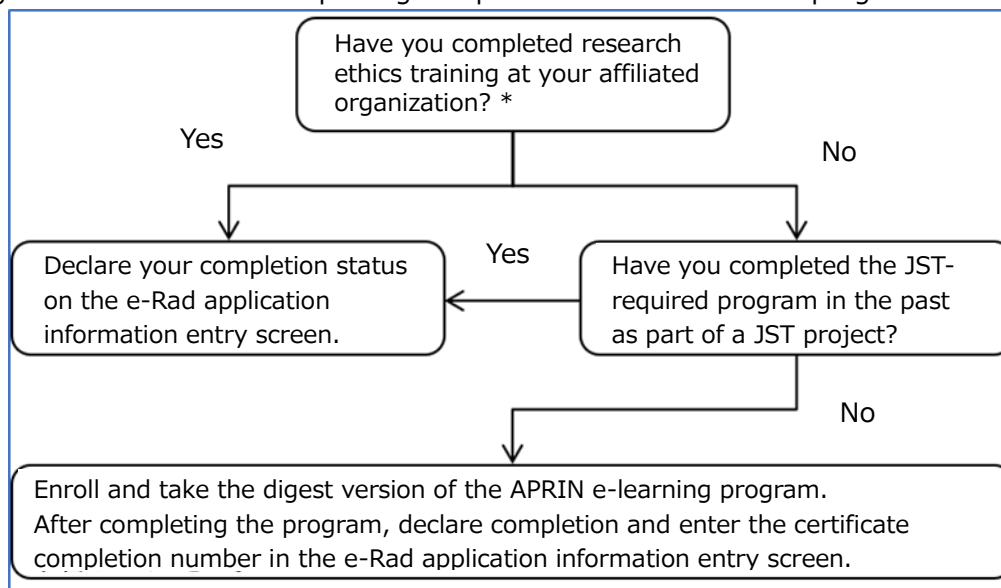 Have you completed research
ethics training at your affiliated
organization? *
Yes
No
Declare your completion status
on the e-Rad application
information entry screen.
Yes
Have you completed the JST-
required program in the past
as part of a JST project?
No
Enroll and take the digest version of the APRIN e-learning program.
After completing the program, declare completion and enter the certificate
completion number in the e-Rad application information entry screen.